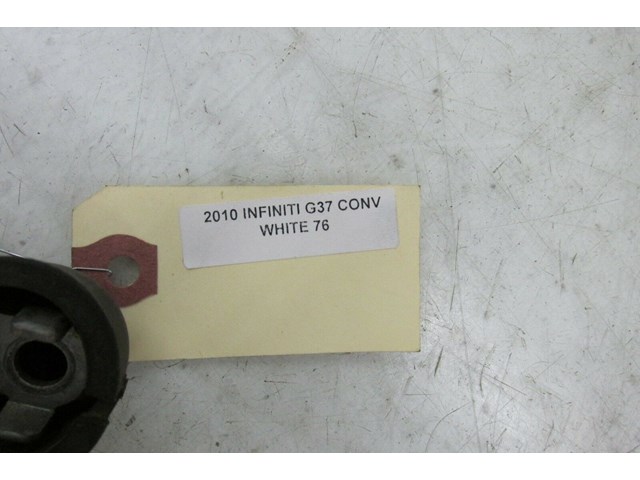 2010 INFINITI G37 CONV
WHITE 76